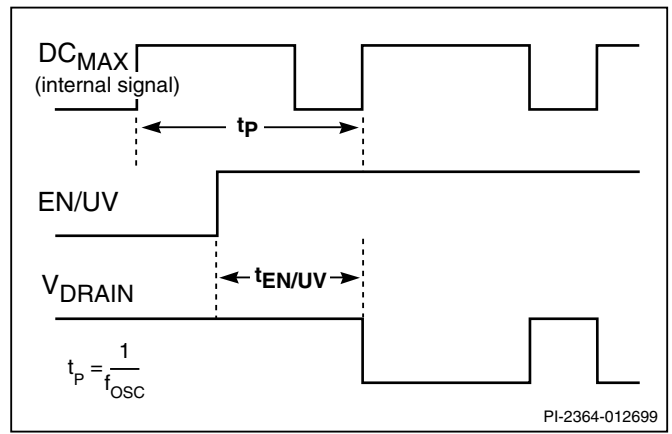 DCMAX
(internal signal)
tP
EN/UV
tEN/UV
VDRAIN
tP = 1/fOSC
PI-2364-012699